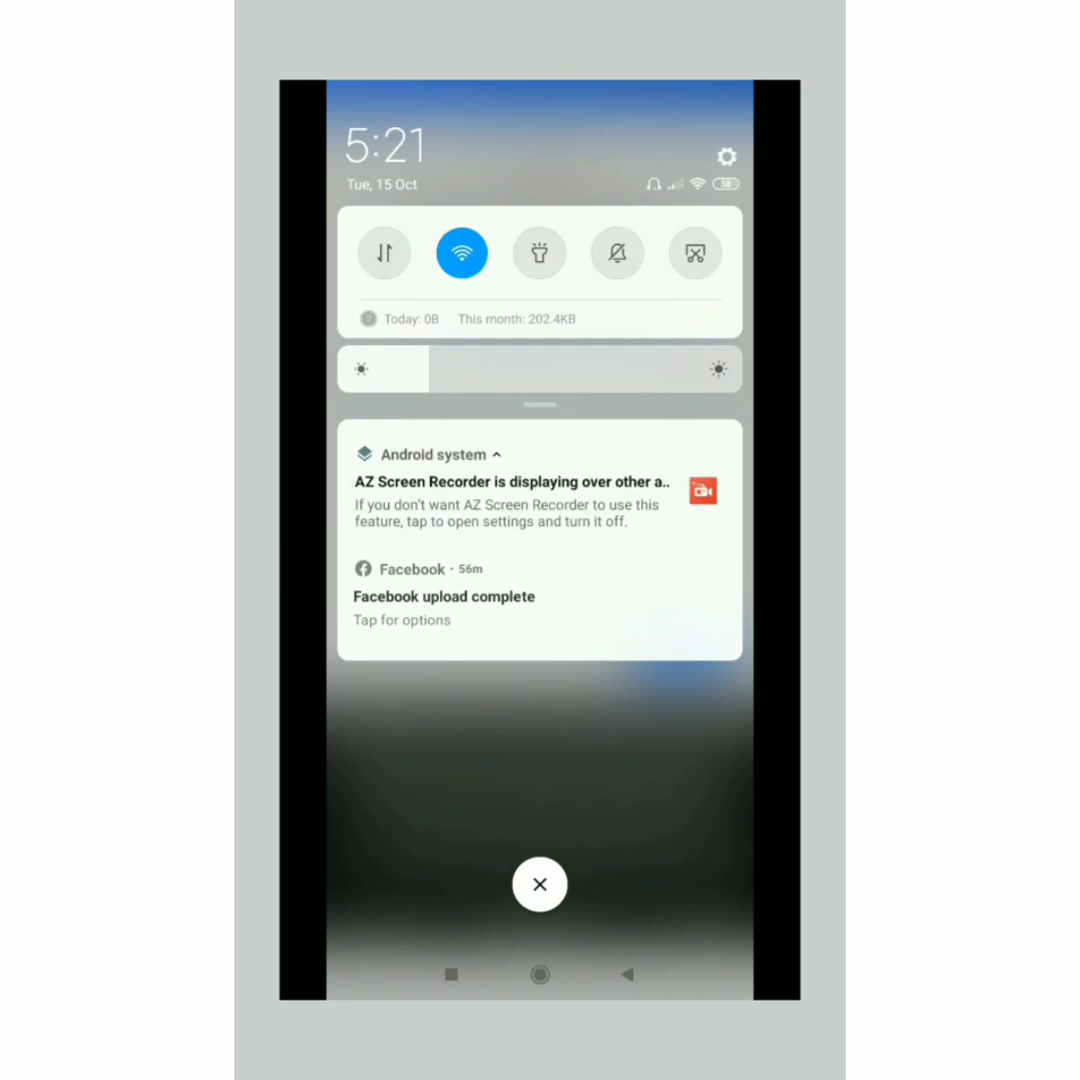 5:21
Tue, 15 Oct
58
Today: 0B This month: 202.4KB
Android system
AZ Screen Recorder is displaying over other a..
If you don't want AZ Screen Recorder to use this
feature, tap to open settings and turn it off.
Facebook · 56m
Facebook upload complete
Tap for options